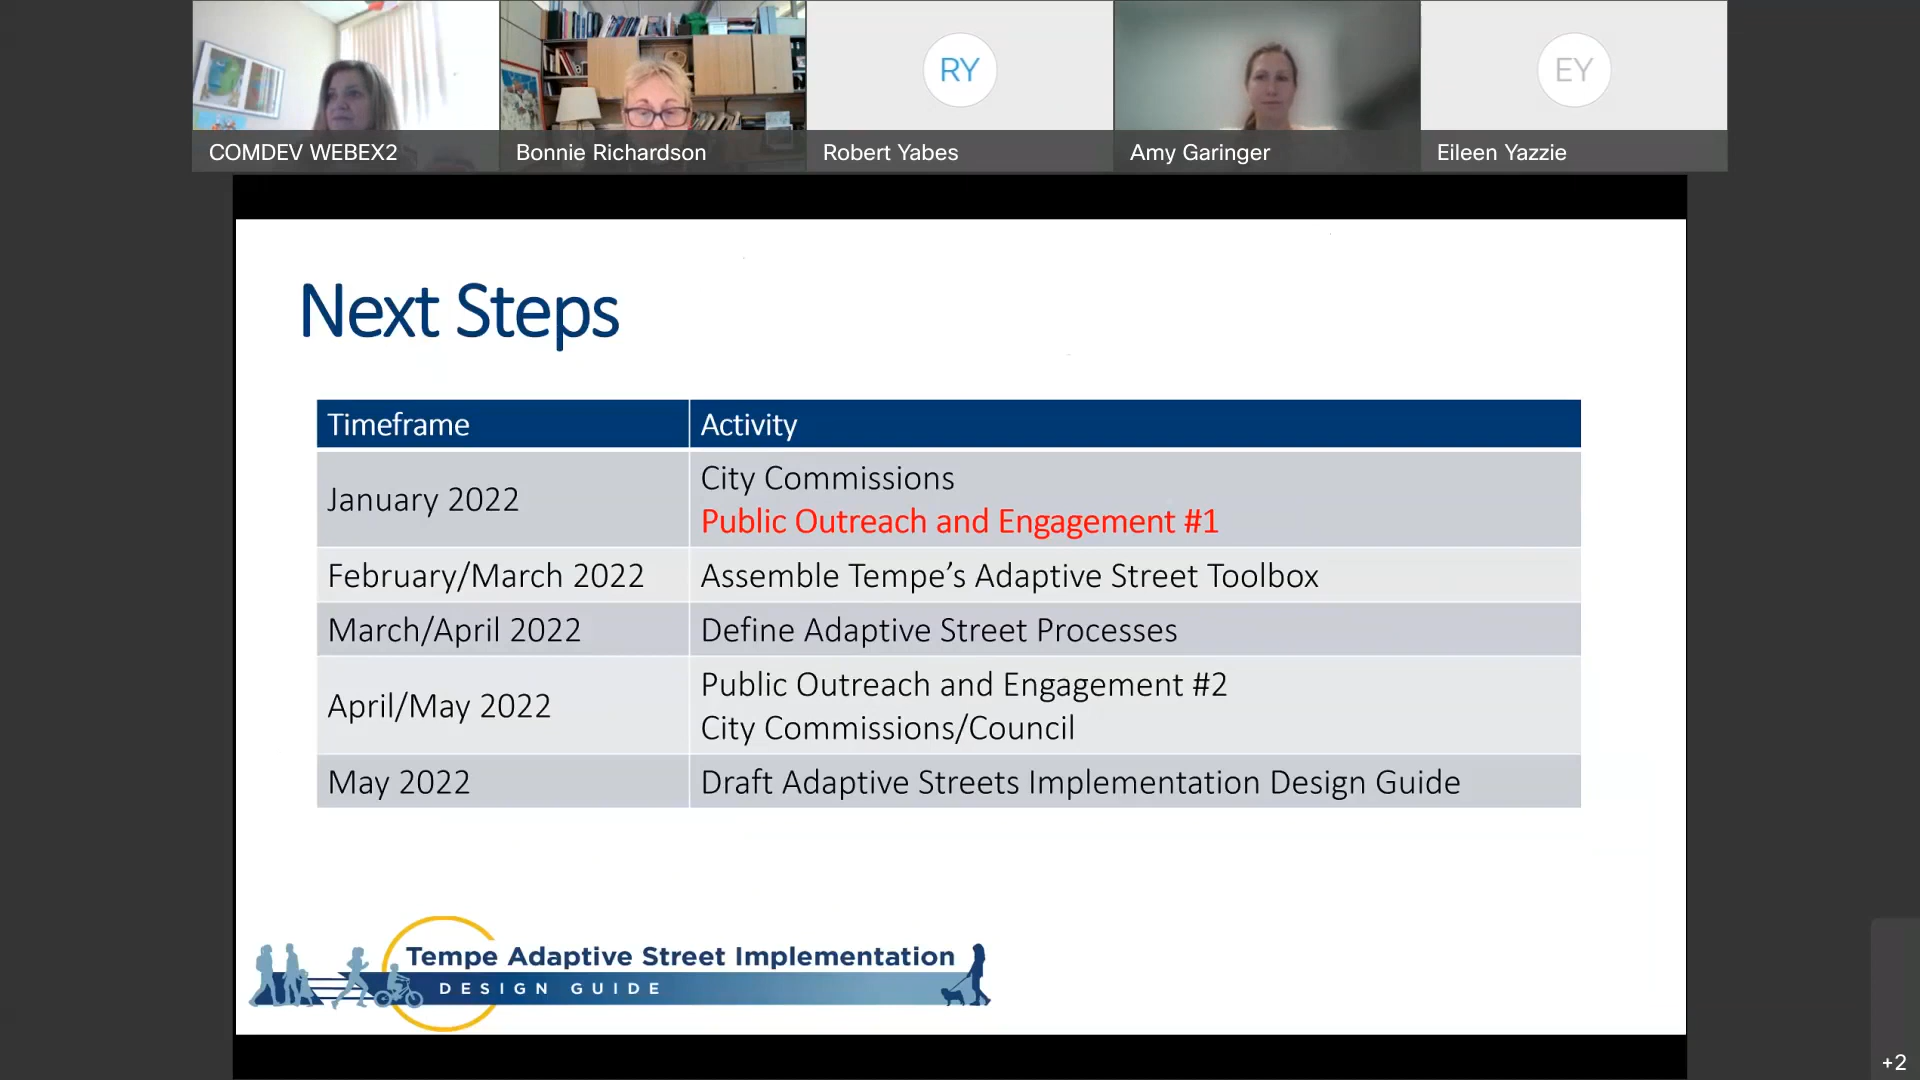 RY
EY
COMDEV WEBEX2
Bonnie Richardson
Robert Yabes
Amy Garinger
Eileen Yazzie
Next Steps
Timeframe
Activity
January 2022
City Commissions
Public Outreach and Engagement #1
February/March 2022
Assemble Tempe’s Adaptive Street Toolbox
March/April 2022
Define Adaptive Street Processes
April/May 2022
Public Outreach and Engagement #2
City Commissions/Council
May 2022
Draft Adaptive Streets Implementation Design Guide
Tempe Adaptive Street Implementation
DESIGN GUIDE
+2